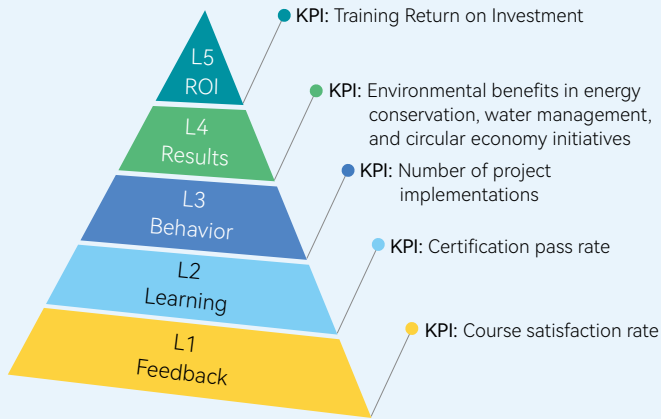 L5
ROI
KPI: Training Return on Investment
L4
Results
KPI: Environmental benefits in energy
conservation, water management,
and circular economy initiatives
L3
Behavior
KPI: Number of project
implementations
L2
Learning
KPI: Certification pass rate
L1
Feedback
KPI: Course satisfaction rate